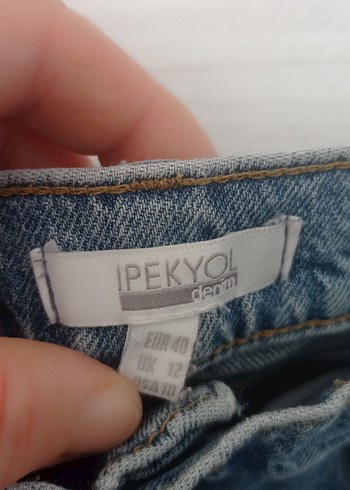 IPEKYOL
denim
EUR 40
UK 12
USA 10